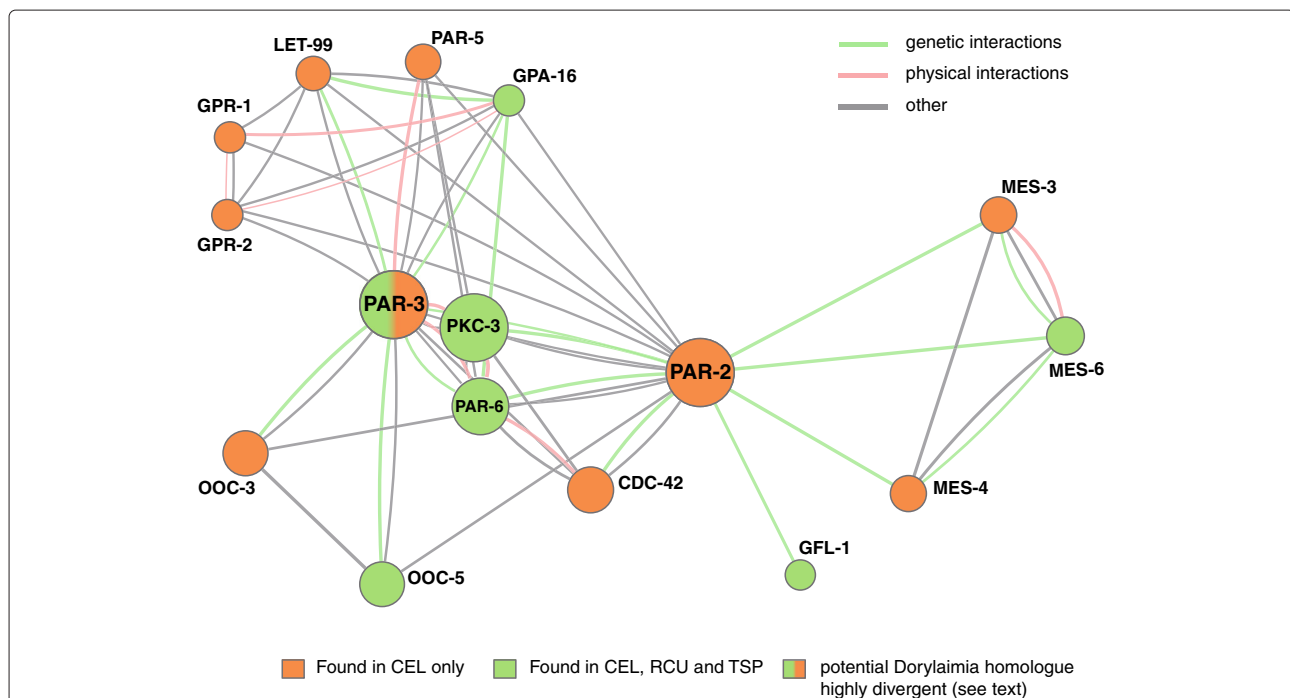 LET-99
PAR-5
GPA-16
GPR-1
GPR-2
genetic interactions
physical interactions
other
MES-3
MES-6
PAR-3
PKC-3
PAR-2
PAR-6
OOC-3
CDC-42
MES-4
GFL-1
OOC-5
Found in CEL only
Found in CEL, RCU and TSP
potential Dorylaimia homologue
highly divergent (see text)